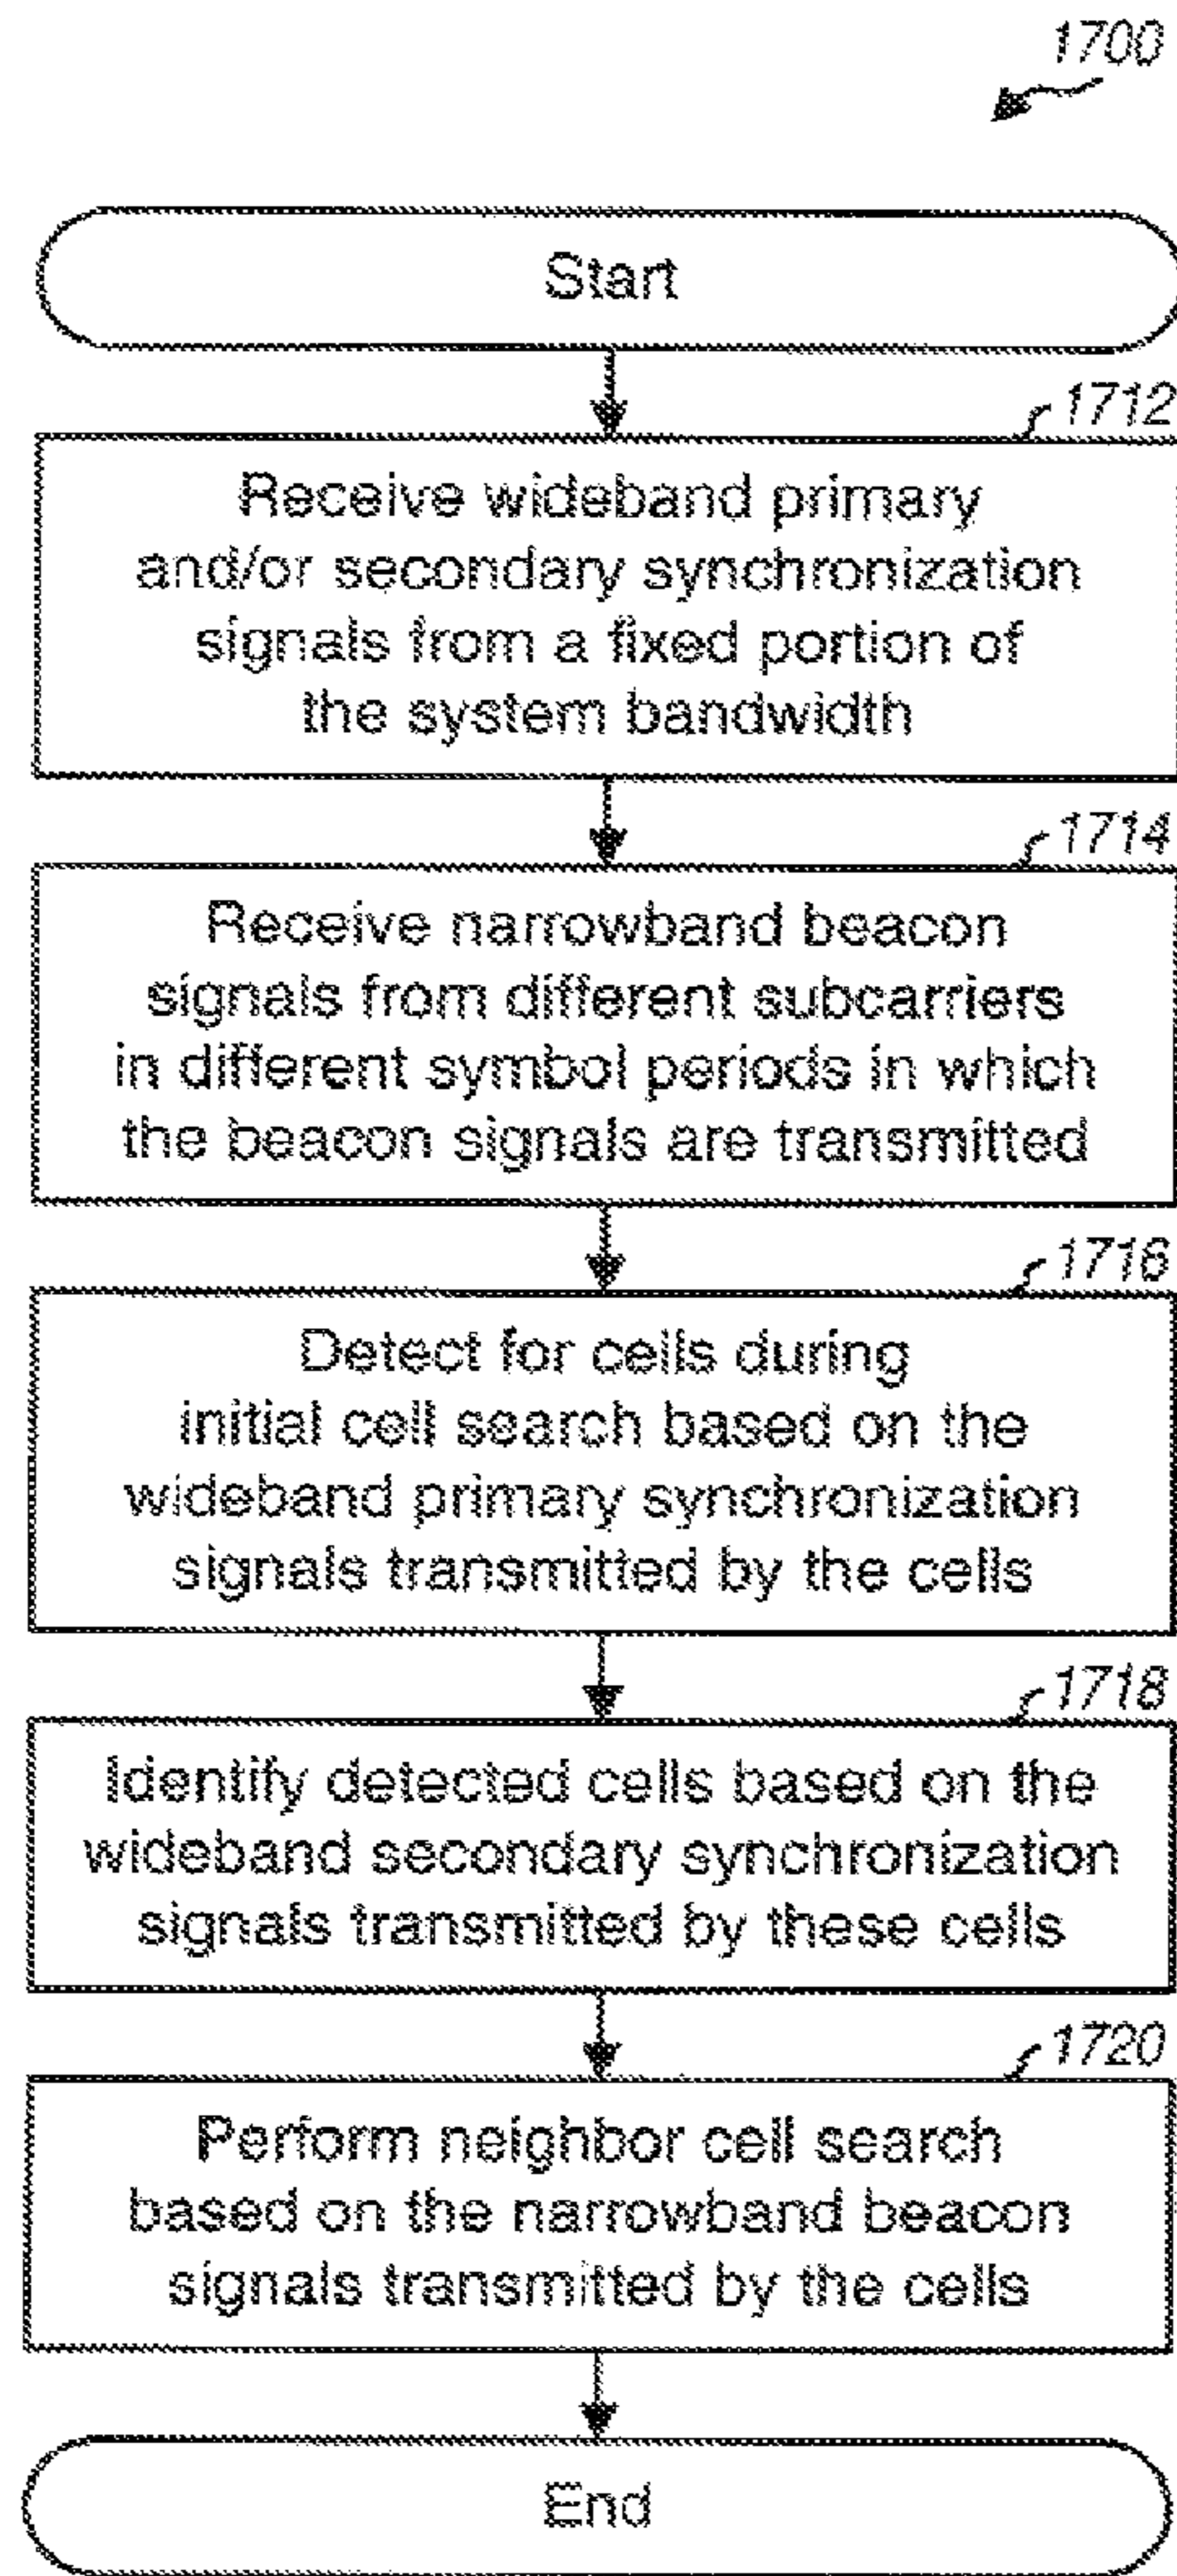 1700
Start
1712
Receive wideband primary
and/or secondary synchronization
signals from a fixed portion of
the system bandwidth
1714
Receive narrowband beacon
signals from different subcarriers
in different symbol periods in which
the beacon signals are transmitted
1716
Detect for cells during
initial cell search based on the
wideband primary synchronization
signals transmitted by the cells
1718
Identify detected cells based on the
wideband secondary synchronization
signals transmitted by these cells
1720
Perform neighbor cell search
based on the narrowband beacon
signals transmitted by the cells
End